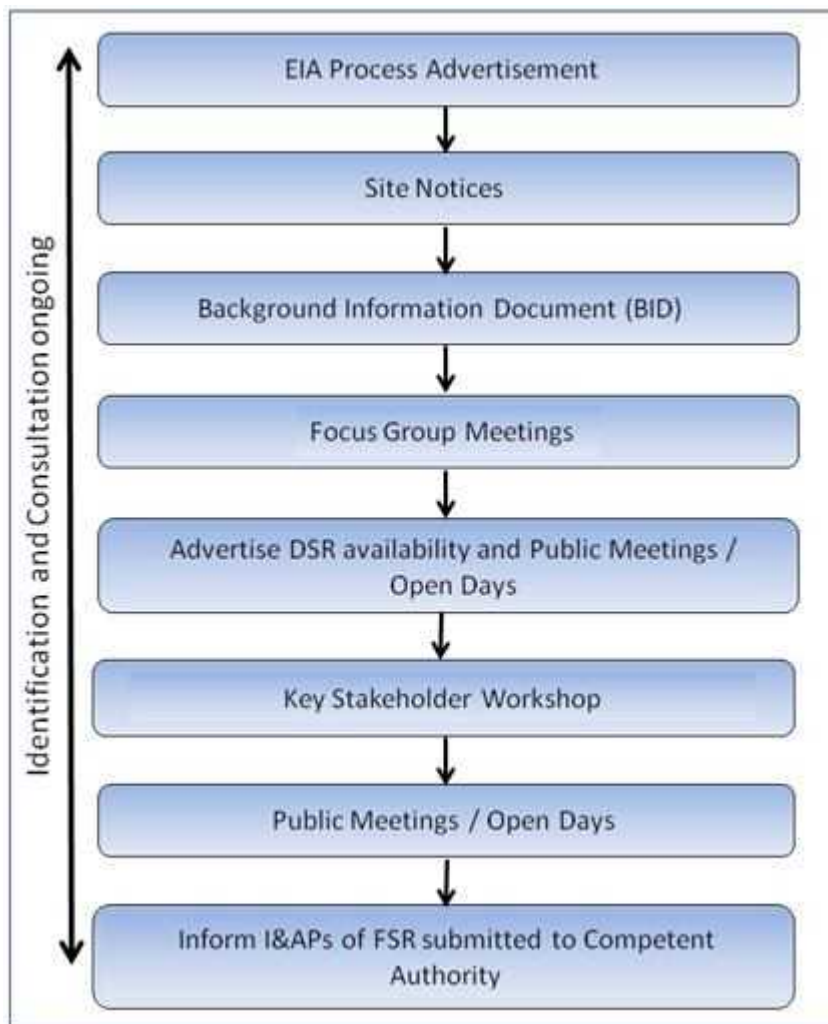 EIA Process Advertisement
Site Notices
Background Information Document (BID)
Focus Group Meetings
Advertise DSR availability and Public Meetings /
Open Days
Key Stakeholder Workshop
Public Meetings / Open Days
Inform I&APs of FSR submitted to Competent
Authority
Identification and Consultation ongoing